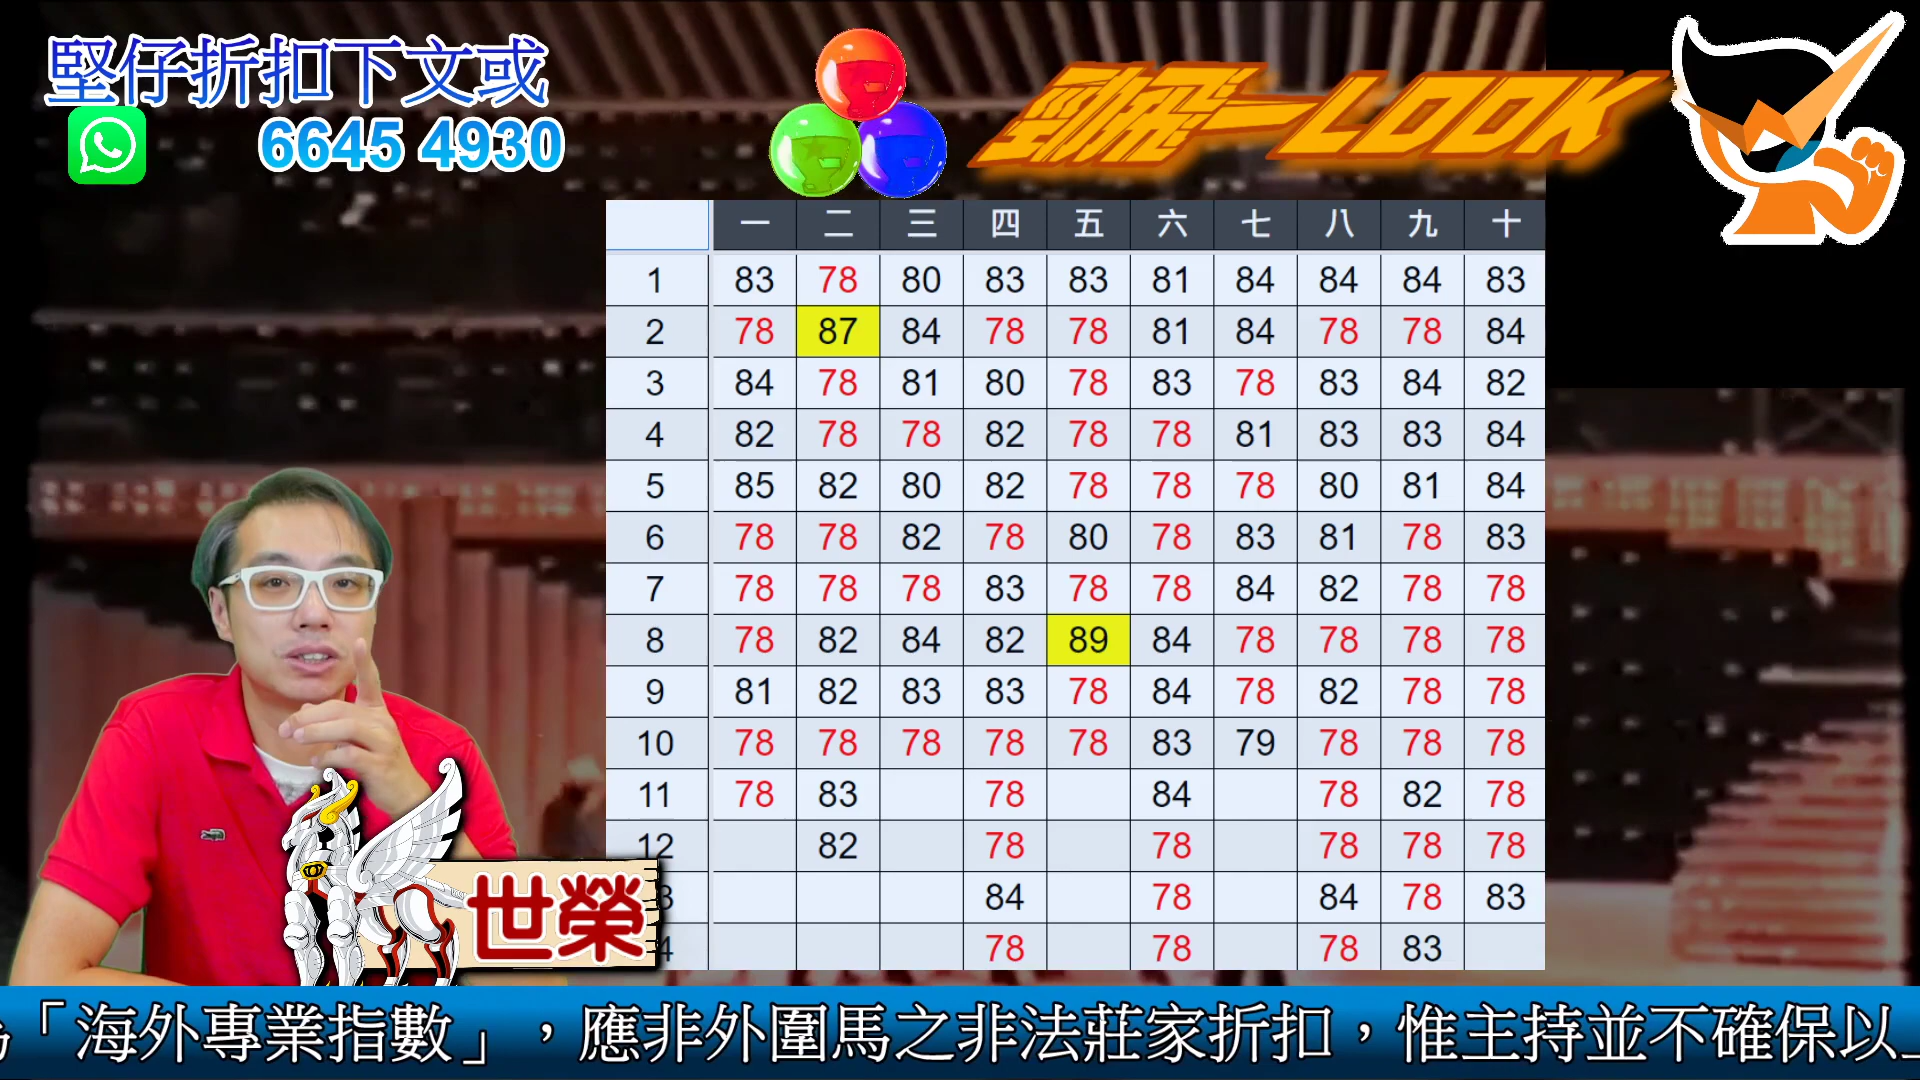 堅仔折扣下文或
6645 4930
勁飛一LOOK
一 二 三 四 五 六 七 八 九 十
1 83 78 80 83 83 81 84 84 84 83
2 78 87 84 78 78 81 84 78 78 84
3 84 78 81 80 78 83 78 83 84 82
4 82 78 78 82 78 78 81 83 83 84
5 85 82 80 82 78 78 78 80 81 84
6 78 78 82 78 80 78 83 81 78 83
7 78 78 78 83 78 78 84 82 78 78
8 78 82 84 82 89 84 78 78 78 78
9 81 82 83 83 78 84 78 82 78 78
10 78 78 78 78 78 83 79 78 78 78
11 78 83 78 84 78 82 78
12 82 78 78 78 78 78
3 84 78 84 78 83
4 78 78 78 83
世榮
「海外專業指數」，應非外圍馬之非法莊家折扣，惟主持並不確保以